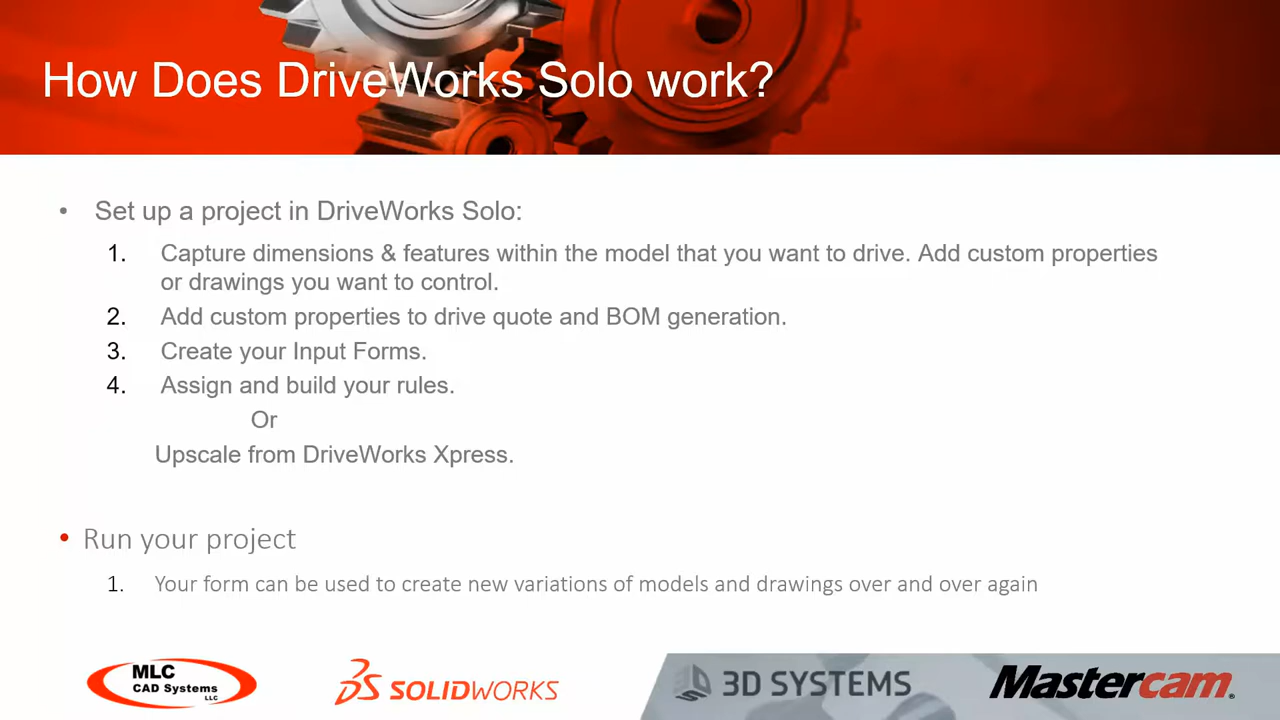 How Does DriveWorks Solo work?
• Set up a project in DriveWorks Solo:
1. Capture dimensions & features within the model that you want to drive. Add custom properties
or drawings you want to control.
2. Add custom properties to drive quote and BOM generation.
3. Create your Input Forms.
4. Assign and build your rules.
Or
Upscale from DriveWorks Xpress.
• Run your project
1. Your form can be used to create new variations of models and drawings over and over again
MLC
CAD Systems
LLC
SOLIDWORKS
3D SYSTEMS
Mastercam®